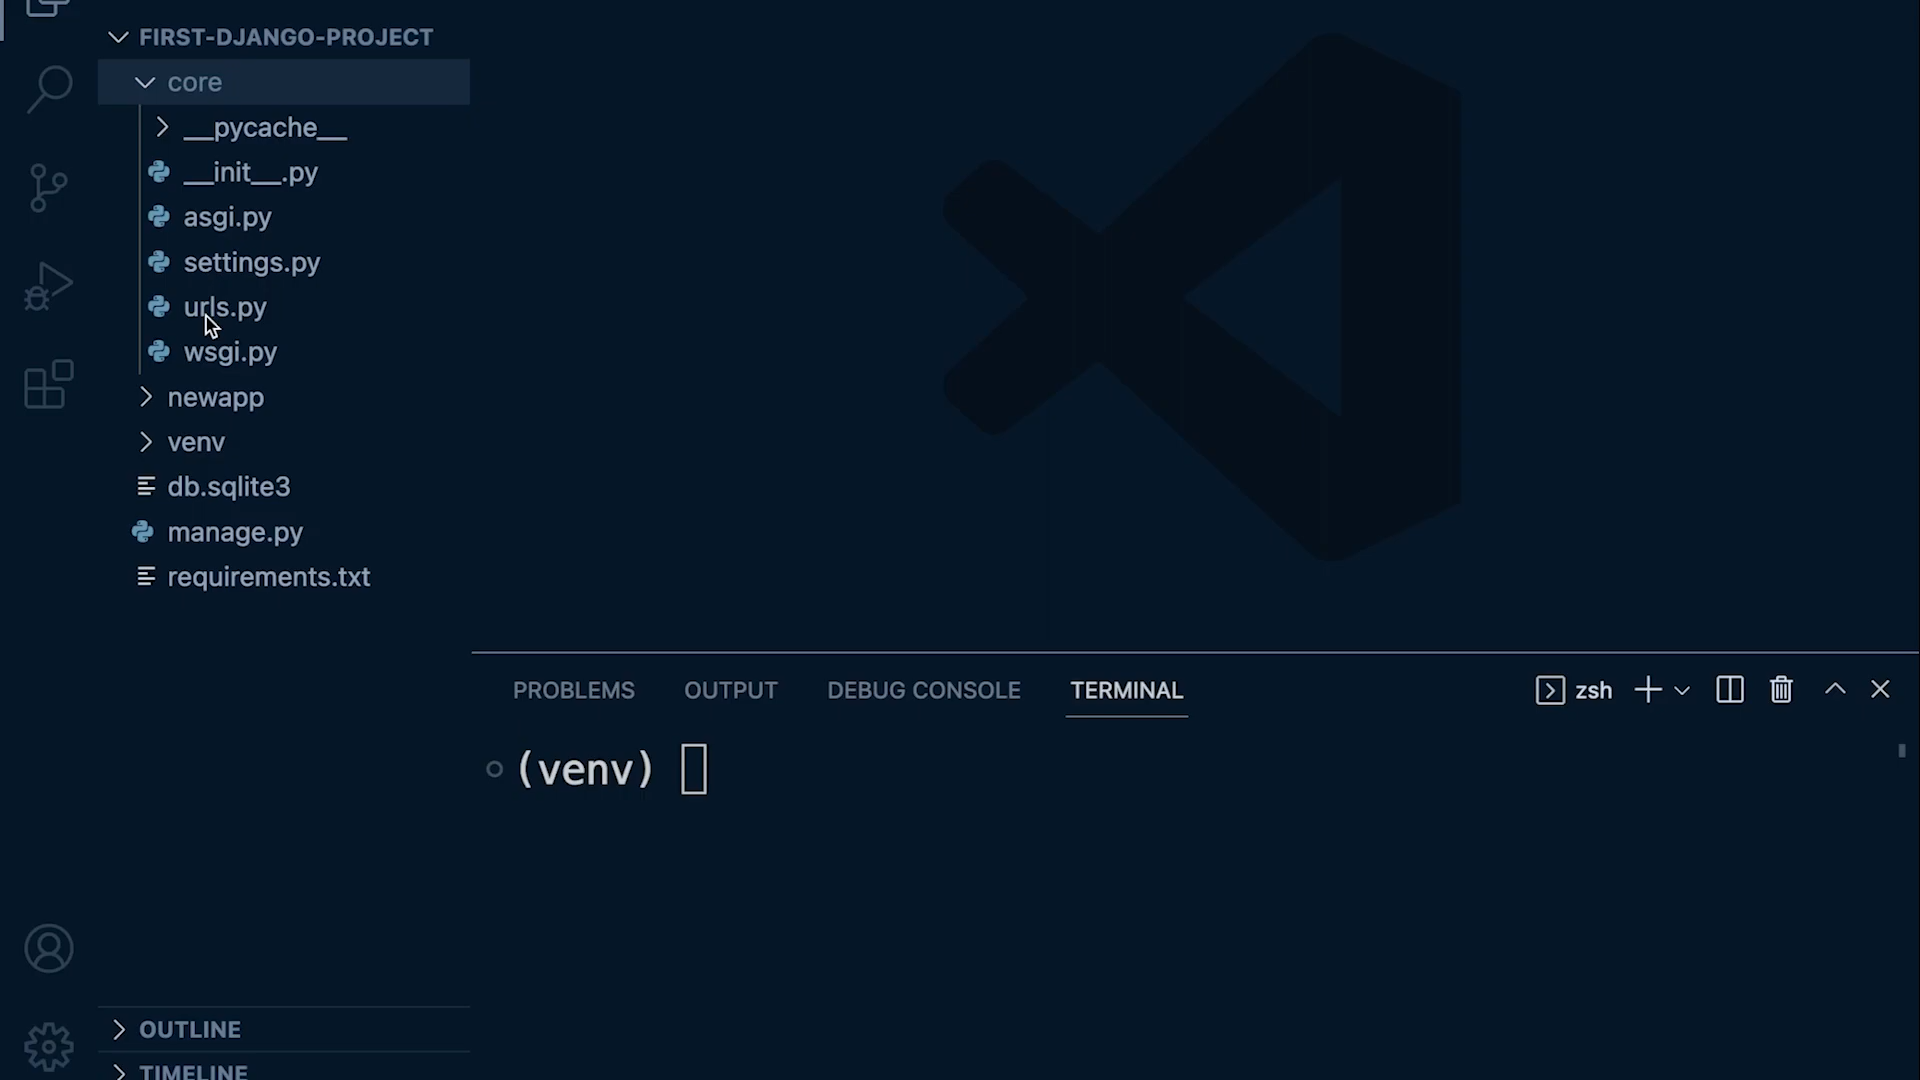 FIRST-DJANGO-PROJECT
core
__pycache__
__init__.py
asgi.py
settings.py
urls.py
wsgi.py
newapp
venv
db.sqlite3
manage.py
requirements.txt
PROBLEMS OUTPUT DEBUG CONSOLE TERMINAL zsh
(venv)
OUTLINE
TIMELINE